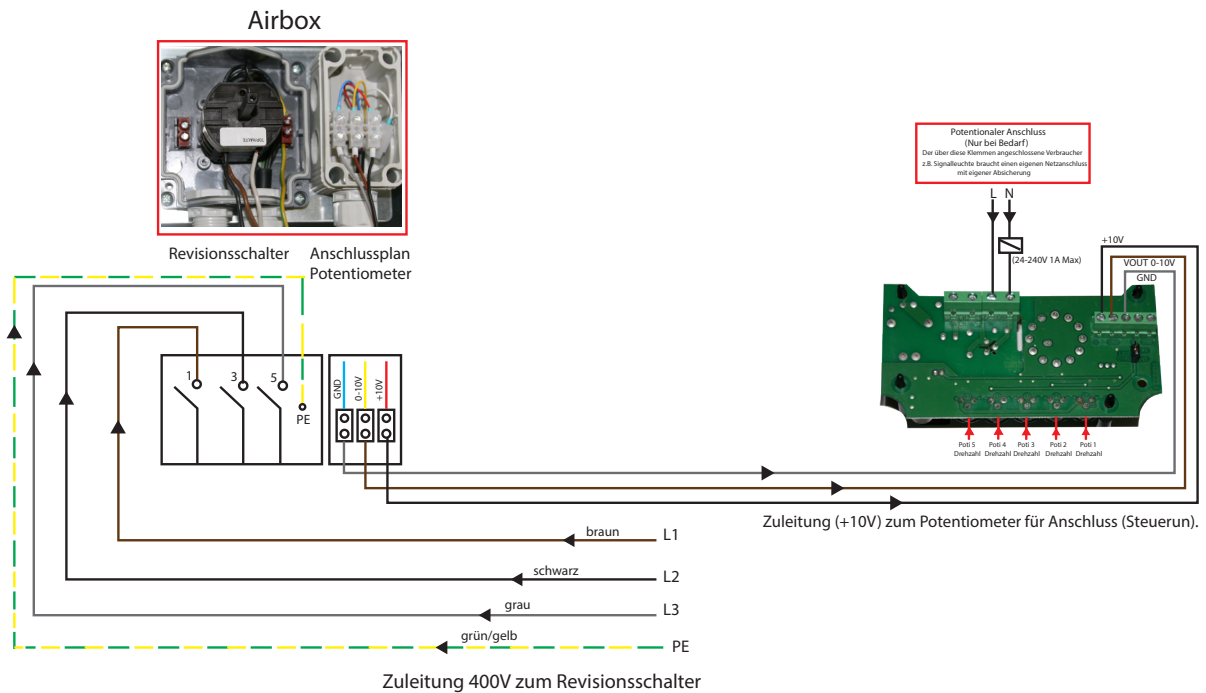 Airbox
Revisionsschalter
Anschlussplan
Potentiometer
Potentionaler Anschluss
(Nur bei Bedarf)
Der über diese Klemmen angeschlossene Verbraucher
z.B. Signalleuchte braucht einen eigenen Netzanschluss
mit eigener Absicherung
L N
(24-240V 1A Max)
+10V
VOUT 0-10V
GND
1 3 5
PE
GND
0-10V
+10V
Poti 5
Drehzahl
Poti 4
Drehzahl
Poti 3
Drehzahl
Poti 2
Drehzahl
Poti 1
Drehzahl
Zuleitung (+10V) zum Potentiometer für Anschluss (Steuerun).
braun L1
schwarz L2
grau L3
grün/gelb PE
Zuleitung 400V zum Revisionsschalter